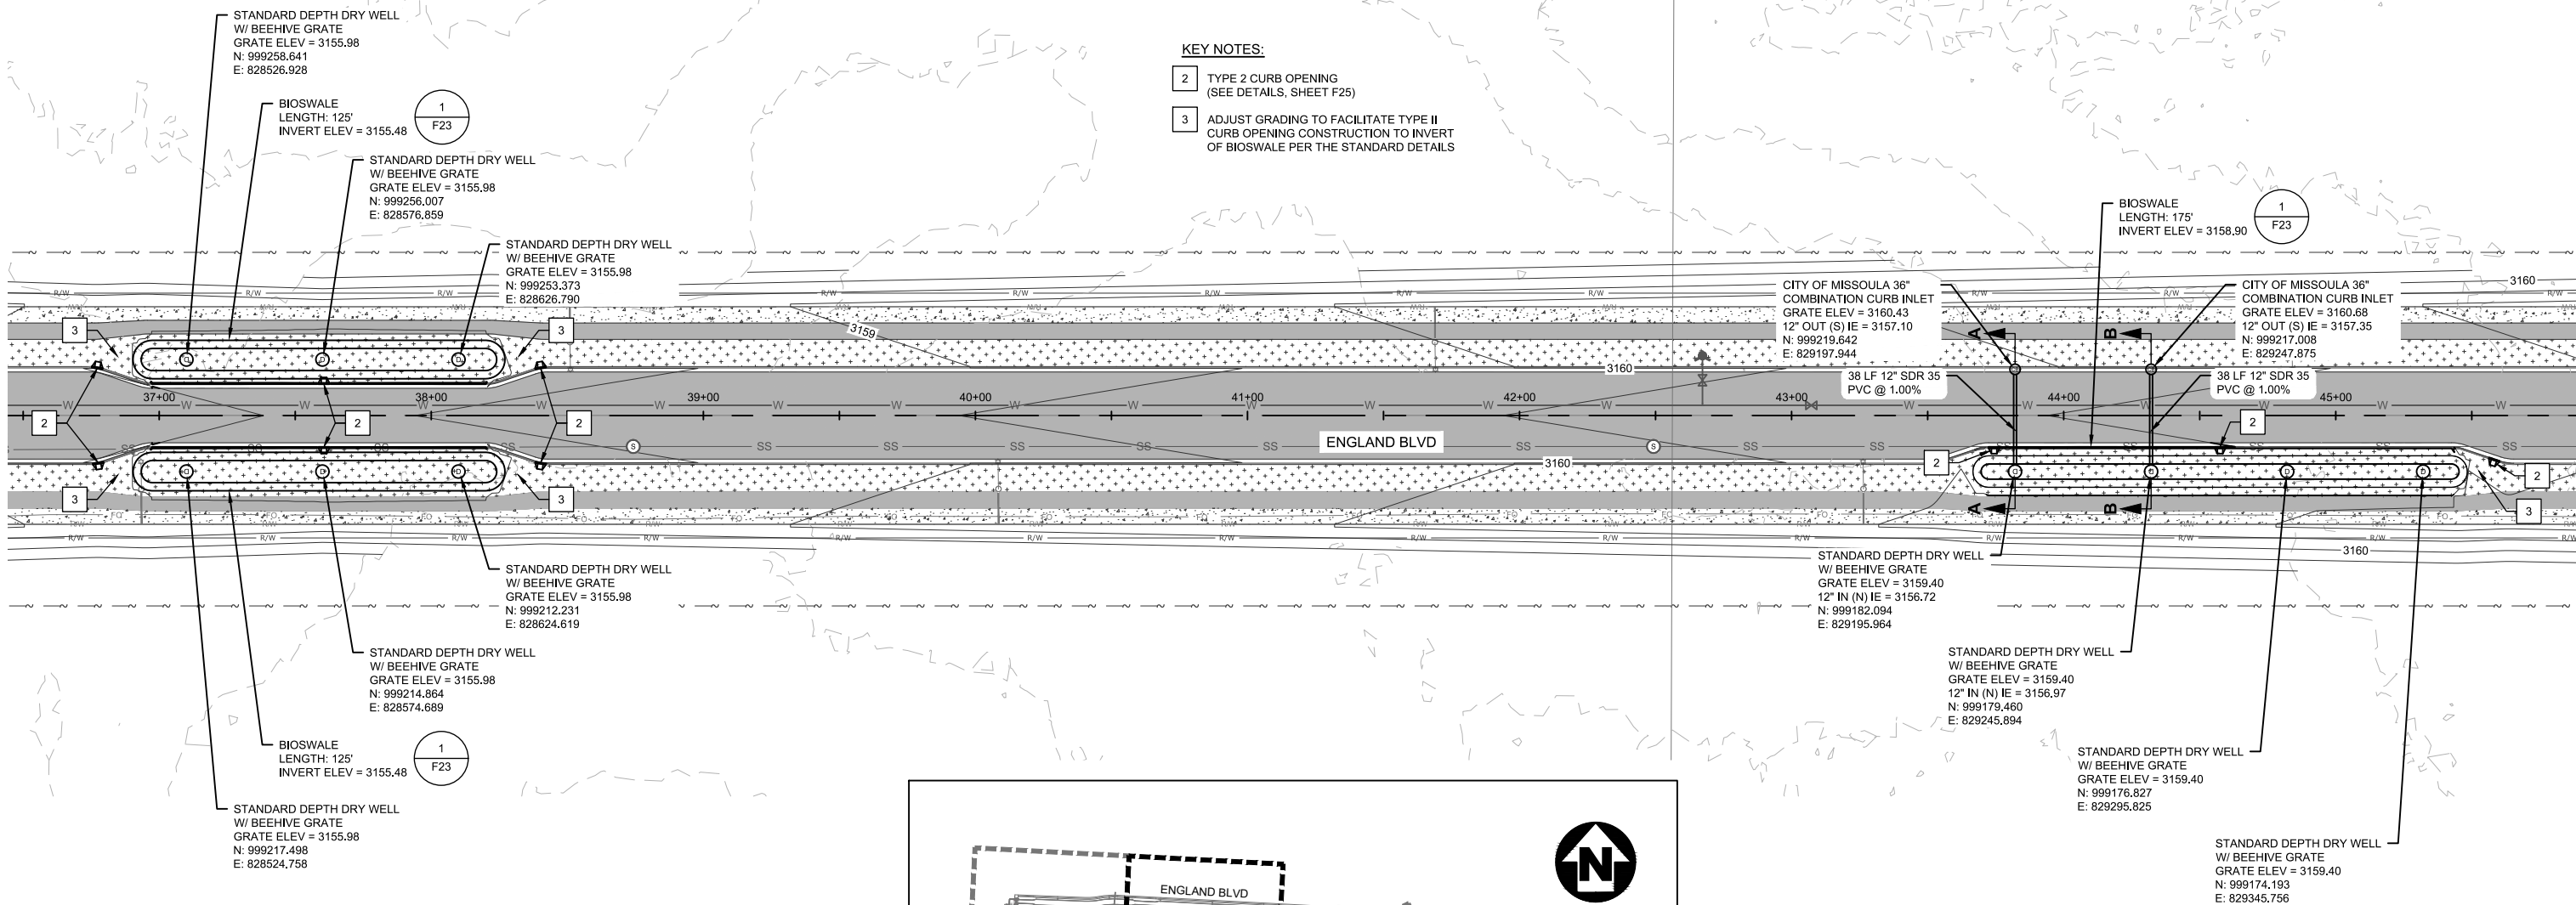 STANDARD DEPTH DRY WELL
W/ BEEHIVE GRATE
GRATE ELEV = 3155.98
N: 999258.641
E: 828526.928
BIOSWALE
LENGTH: 125'
INVERT ELEV = 3155.48
1
F23
STANDARD DEPTH DRY WELL
W/ BEEHIVE GRATE
GRATE ELEV = 3155.98
N: 999256.007
E: 828576.859
STANDARD DEPTH DRY WELL
W/ BEEHIVE GRATE
GRATE ELEV = 3155.98
N: 999253.373
E: 828626.790
KEY NOTES:
2 TYPE 2 CURB OPENING
(SEE DETAILS, SHEET F25)
3 ADJUST GRADING TO FACILITATE TYPE II
CURB OPENING CONSTRUCTION TO INVERT
OF BIOSWALE PER THE STANDARD DETAILS
BIOSWALE
LENGTH: 175'
INVERT ELEV = 3158.90
1
F23
CITY OF MISSOULA 36"
COMBINATION CURB INLET
GRATE ELEV = 3160.43
12" OUT (S) IE = 3157.10
N: 999219.642
E: 829197.944
CITY OF MISSOULA 36"
COMBINATION CURB INLET
GRATE ELEV = 3160.68
12" OUT (S) IE = 3157.35
N: 999217.008
E: 829247.875
3160
38 LF 12" SDR 35
PVC @ 1.00%
38 LF 12" SDR 35
PVC @ 1.00%
A
B
3
3
3159
3160
37+00
38+00
39+00
40+00
41+00
42+00
43+00
44+00
45+00
2
2
2
2
ENGLAND BLVD
3160
2
2
3
3
3
A
B
3160
STANDARD DEPTH DRY WELL
W/ BEEHIVE GRATE
GRATE ELEV = 3155.98
N: 999212.231
E: 828624.619
STANDARD DEPTH DRY WELL
W/ BEEHIVE GRATE
GRATE ELEV = 3155.98
N: 999214.864
E: 828574.689
BIOSWALE
LENGTH: 125'
INVERT ELEV = 3155.48
1
F23
STANDARD DEPTH DRY WELL
W/ BEEHIVE GRATE
GRATE ELEV = 3155.98
N: 999217.498
E: 828524.758
STANDARD DEPTH DRY WELL
W/ BEEHIVE GRATE
GRATE ELEV = 3159.40
12" IN (N) IE = 3156.72
N: 999182.094
E: 829195.964
STANDARD DEPTH DRY WELL
W/ BEEHIVE GRATE
GRATE ELEV = 3159.40
12" IN (N) IE = 3156.97
N: 999179.460
E: 829245.894
STANDARD DEPTH DRY WELL
W/ BEEHIVE GRATE
GRATE ELEV = 3159.40
N: 999176.827
E: 829295.825
STANDARD DEPTH DRY WELL
W/ BEEHIVE GRATE
GRATE ELEV = 3159.40
N: 999174.193
E: 829345.756
N
ENGLAND BLVD